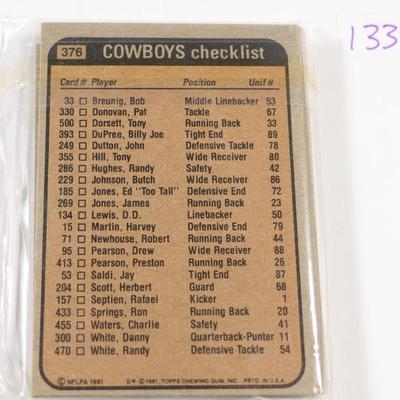 133
376 COWBOYS checklist
Card # Player Position Unif #
33 Breunig, Bob Middle Linebacker 53
330 Donovan, Pat Tackle 67
500 Dorsett, Tony Running Back 33
393 DuPree, Billy Joe Tight End 89
249 Dutton, John Defensive Tackle 78
355 Hill, Tony Wide Receiver 80
286 Hughes, Randy Safety 42
229 Johnson, Butch Wide Receiver 86
185 Jones, Ed "Too Tall" Defensive End 72
269 Jones, James Running Back 23
134 Lewis, D.D. Linebacker 50
15 Martin, Harvey Defensive End 79
71 Newhouse, Robert Running Back 44
95 Pearson, Drew Wide Receiver 88
413 Pearson, Preston Running Back 26
53 Saldi, Jay Tight End 87
204 Scott, Herbert Guard 68
157 Septien, Rafael Kicker 1
433 Springs, Ron Running Back 20
455 Waters, Charlie Safety 41
300 White, Danny Quarterback-Punter 11
470 White, Randy Defensive Tackle 54
© NFLPA 1981 D* © 1981, TOPPS CHEWING GUM, INC. PRTD. IN U.S.A.